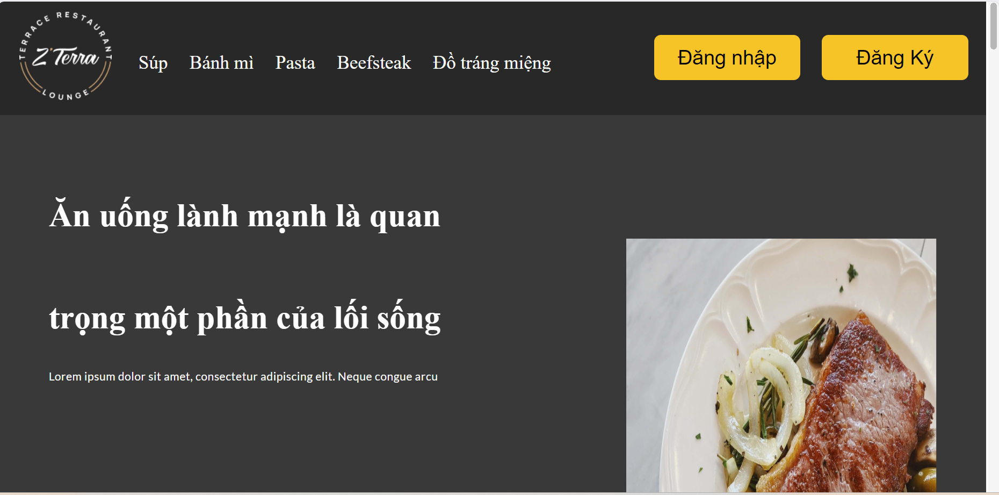 TERRACE RESTAURANT
Z'Terra
LOUNGE
Súp Bánh mì Pasta Beefsteak Đồ tráng miệng
Đăng nhập Đăng Ký
Ăn uống lành mạnh là quan
trọng một phần của lối sống
Lorem ipsum dolor sit amet, consectetur adipiscing elit. Neque congue arcu